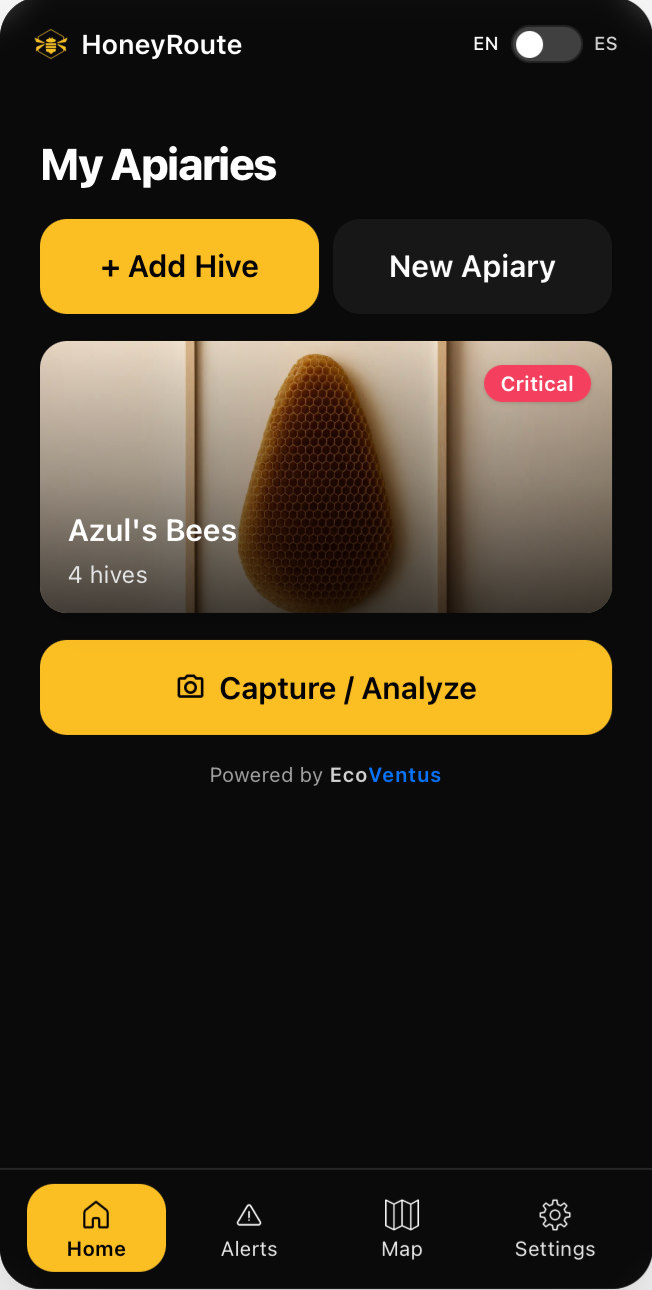 HoneyRoute
EN ES
My Apiaries
+ Add Hive
New Apiary
Critical
Azul's Bees
4 hives
Capture / Analyze
Powered by EcoVentus
Home
Alerts
Map
Settings